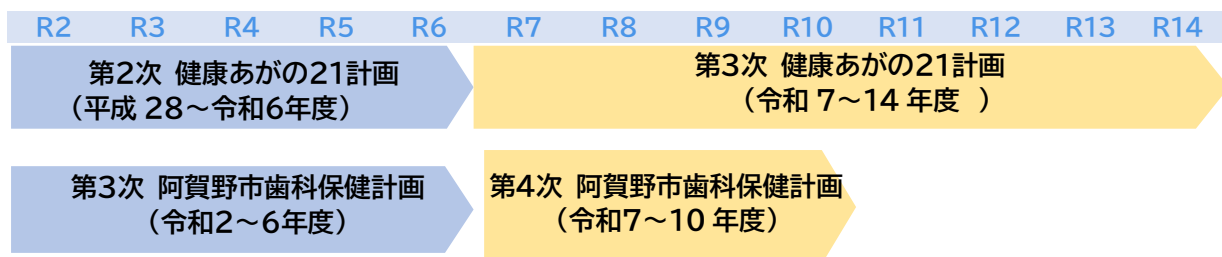 R2 R3 R4 R5 R6 R7 R8 R9 R10 R11 R12 R13 R14
第2次 健康あがの21計画
（平成 28～令和6年度）
第3次 健康あがの21計画
（令和 7～14 年度 ）
第3次 阿賀野市歯科保健計画
（令和2～6年度）
第4次 阿賀野市歯科保健計画
（令和7～10 年度）